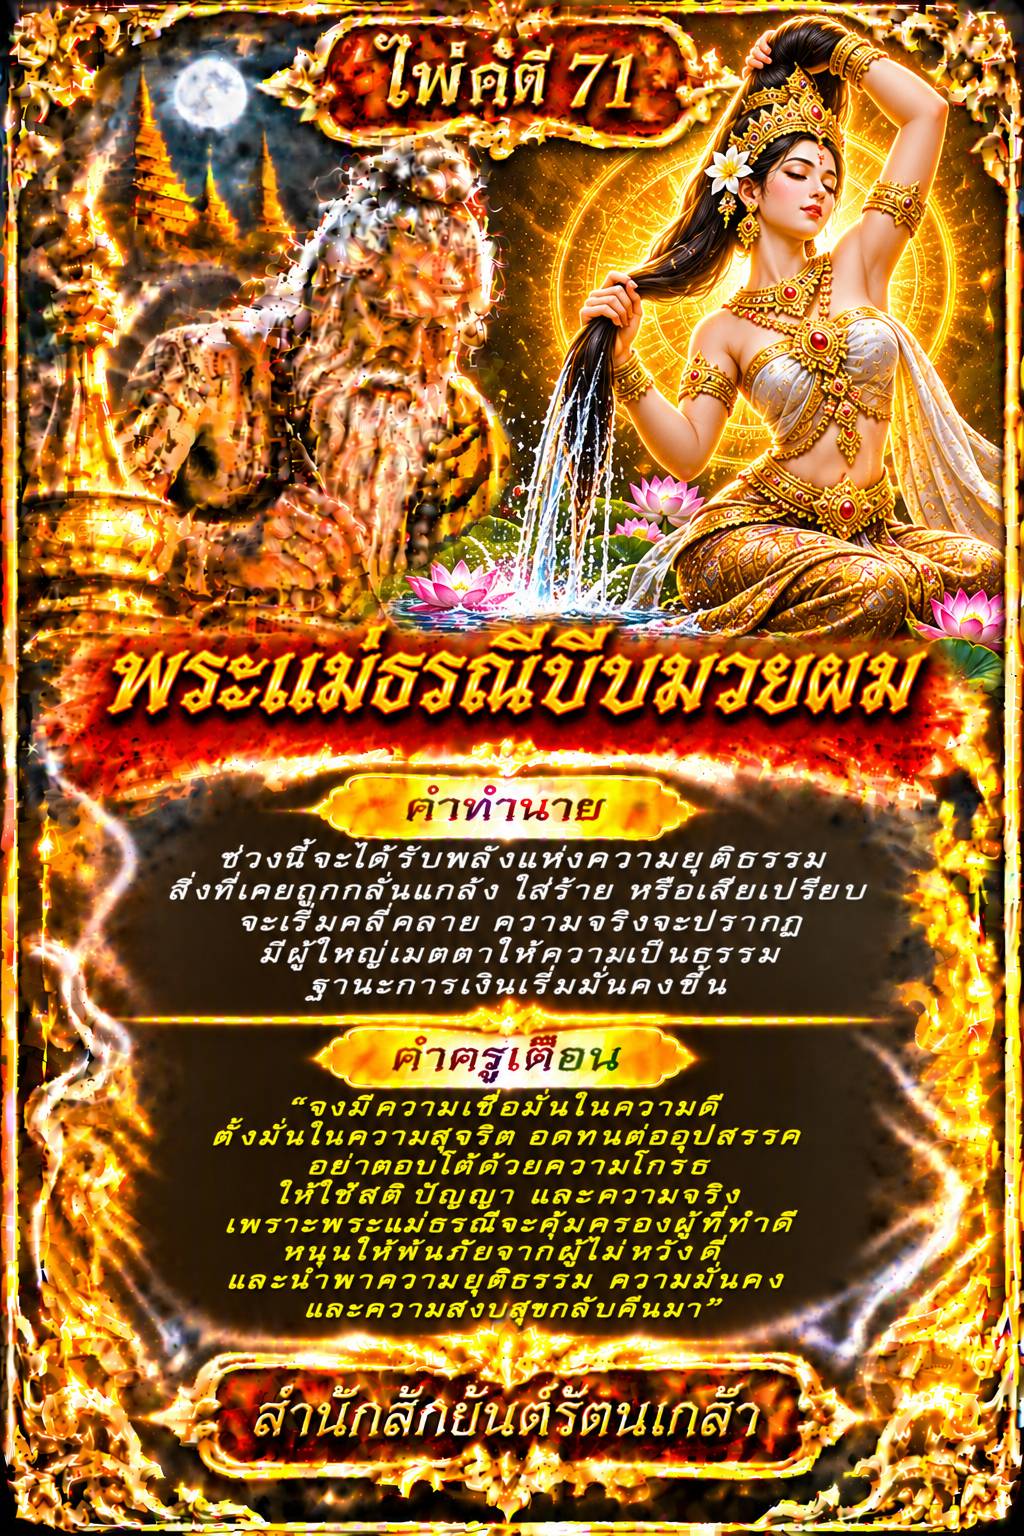 ไพ่คดี 71
พระแม่ธรณีบีบมวยผม
คำทำนาย
ช่วงนี้จะได้รับพลังแห่งความยุติธรรม
สิ่งที่เคยถูกกลั่นแกล้ง ใส่ร้าย หรือเสียเปรียบ
จะเริ่มคลี่คลาย ความจริงจะปรากฏ
มีผู้ใหญ่เมตตาให้ความเป็นธรรม
ฐานะการเงินเริ่มมั่นคงขึ้น
คำครูเตือน
“จงมีความเชื่อมั่นในความดี
ตั้งมั่นในความสุจริต อดทนต่ออุปสรรค
อย่าตอบโต้ด้วยความโกรธ
ให้ใช้สติ ปัญญา และความจริง
เพราะพระแม่ธรณีจะคุ้มครองผู้ที่ทำดี
หนุนให้พ้นภัยจากผู้ไม่หวังดี
และนำพาความยุติธรรม ความมั่นคง
และความสงบสุขกลับคืนมา”
สำนักสักยันต์รัตนเกล้า